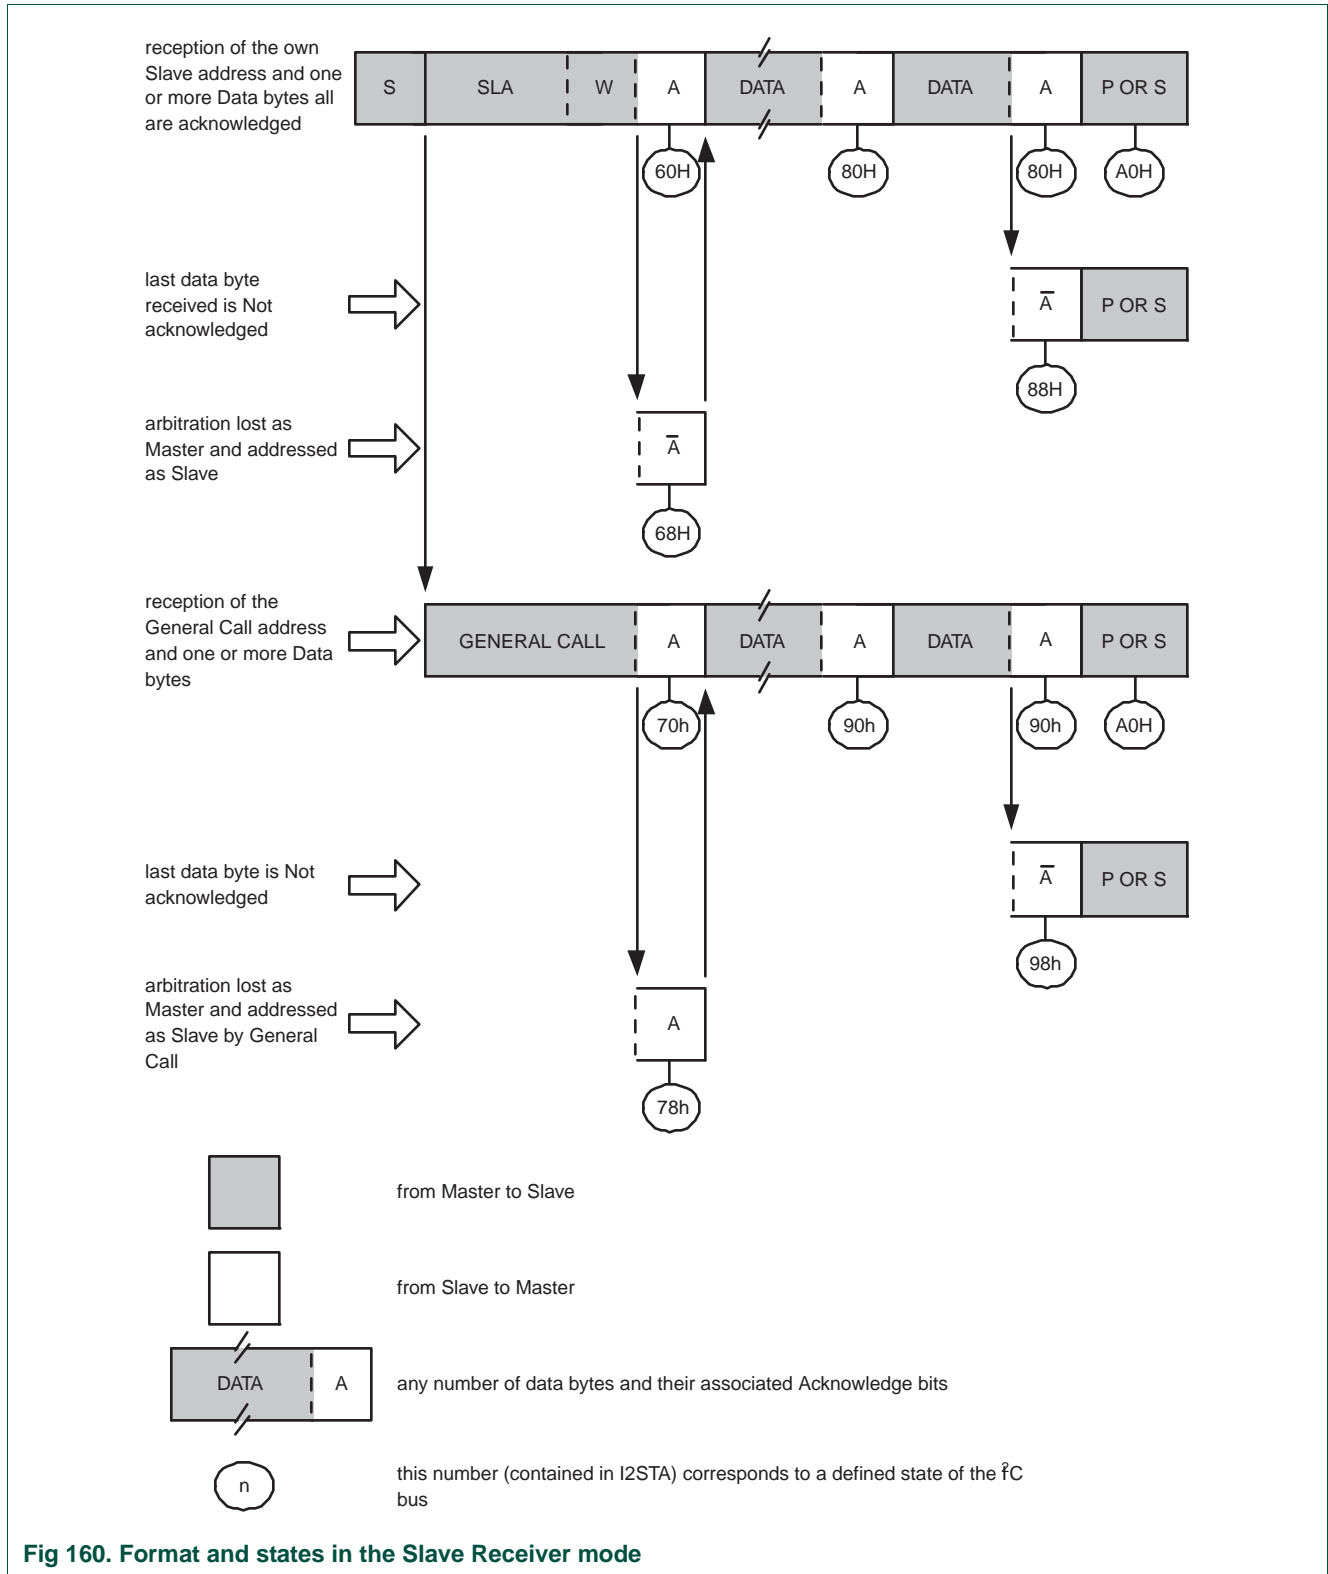 reception of the own
Slave address and one
or more Data bytes all
are acknowledged
S SLA W A DATA A DATA A P OR S
60H 80H 80H A0H
last data byte
received is Not
acknowledged
A̅ P OR S
88H
arbitration lost as
Master and addressed
as Slave
A̅
68H
reception of the
General Call address
and one or more Data
bytes
GENERAL CALL A DATA A DATA A P OR S
70h 90h 90h A0H
last data byte is Not
acknowledged
A̅ P OR S
98h
arbitration lost as
Master and addressed
as Slave by General
Call
A
78h
from Master to Slave
from Slave to Master
DATA A any number of data bytes and their associated Acknowledge bits
n this number (contained in I2STA) corresponds to a defined state of the I²C
bus
Fig 160. Format and states in the Slave Receiver mode